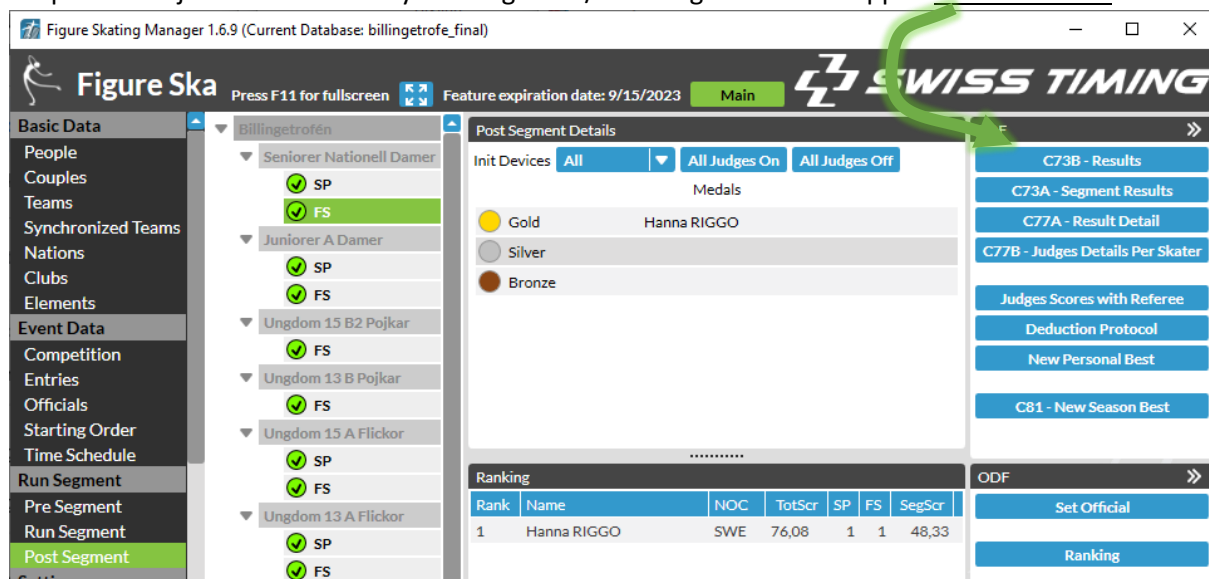 Figure Skating Manager 1.6.9 (Current Database: billingetrofe_final)
Figure Ska
Press F11 for fullscreen
Feature expiration date: 9/15/2023
Main
SWISS TIMING
Basic Data
People
Couples
Teams
Synchronized Teams
Nations
Clubs
Elements
Event Data
Competition
Entries
Officials
Starting Order
Time Schedule
Run Segment
Pre Segment
Run Segment
Post Segment
Billingetrofén
Seniorer Nationell Damer
SP
FS
Juniorer A Damer
SP
FS
Ungdom 15 B2 Pojkar
FS
Ungdom 13 B Pojkar
FS
Ungdom 15 A Flickor
SP
FS
Ungdom 13 A Flickor
SP
FS
Post Segment Details
Init Devices All All Judges On All Judges Off
Medals
Gold Hanna RIGGO
Silver
Bronze
Ranking
Rank Name NOC TotScr SP FS SegScr
1 Hanna RIGGO SWE 76,08 1 1 48,33
C73B - Results
C73A - Segment Results
C77A - Result Detail
C77B - Judges Details Per Skater
Judges Scores with Referee
Deduction Protocol
New Personal Best
C81 - New Season Best
ODF
Set Official
Ranking